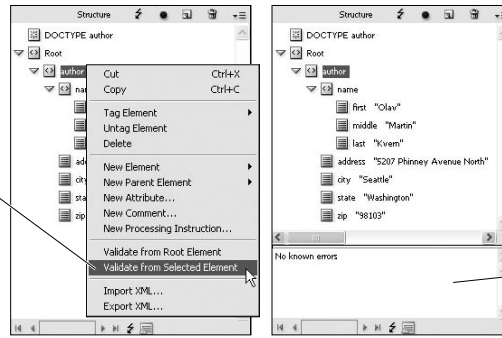 Structure
DOCTYPE author
Root
author
Cut Ctrl+X
Copy Ctrl+C
Tag Element
Untag Element
Delete
New Element
New Parent Element
New Attribute...
New Comment...
New Processing Instruction...
Validate from Root Element
Validate from Selected Element
Import XML...
Export XML...
Structure
DOCTYPE author
Root
author
name
first "Olav"
middle "Martin"
last "Kvern"
address "5207 Phinney Avenue North"
city "Seattle"
state "Washington"
zip "98103"
No known errors